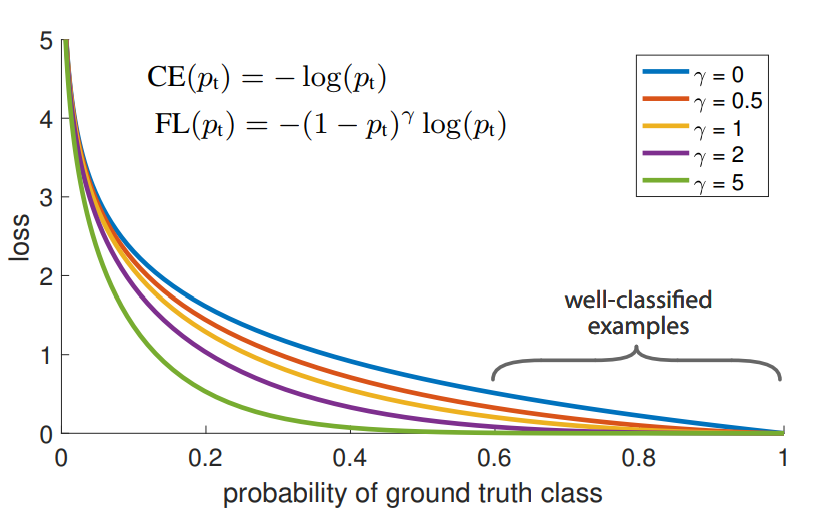 CE(pₜ) = − log(pₜ)
FL(pₜ) = −(1 − pₜ)^γ log(pₜ)
γ = 0
γ = 0.5
γ = 1
γ = 2
γ = 5
well-classified
examples
5
4
3
2
1
0
loss
0 0.2 0.4 0.6 0.8 1
probability of ground truth class